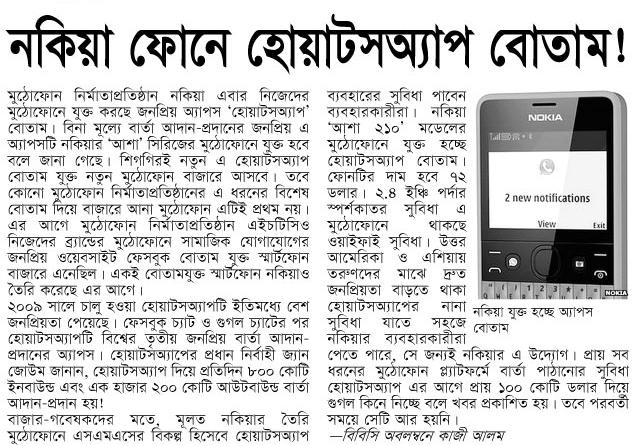 নকিয়া ফোনে হোয়াটসঅ্যাপ বোতাম!
মুঠোফোন নির্মাতাপ্রতিষ্ঠান নকিয়া এবার নিজেদের
মুঠোফোনে যুক্ত করছে জনপ্রিয় অ্যাপস ‘হোয়াটসঅ্যাপ’
বোতাম। বিনা মূল্যে বার্তা আদান-প্রদানের জনপ্রিয় এ
অ্যাপসটি নকিয়ার ‘আশা’ সিরিজের মুঠোফোনে যুক্ত হবে
বলে জানা গেছে। শিগগিরই নতুন এ হোয়াটসঅ্যাপ
বোতাম যুক্ত নতুন মুঠোফোন বাজারে আসবে। তবে
কোনো মুঠোফোন নির্মাতাপ্রতিষ্ঠানের এ ধরনের বিশেষ
বোতাম দিয়ে বাজারে আনা মুঠোফোন এটিই প্রথম নয়।
এর আগে মুঠোফোন নির্মাতাপ্রতিষ্ঠান এইচটিসিও
নিজেদের ব্র্যান্ডের মুঠোফোনে সামাজিক যোগাযোগের
জনপ্রিয় ওয়েবসাইট ফেসবুক বোতাম যুক্ত স্মার্টফোন
বাজারে এনেছিল। একই বোতামযুক্ত স্মার্টফোন নকিয়াও
তৈরি করেছে এর আগে।
২০০৯ সালে চালু হওয়া হোয়াটসঅ্যাপটি ইতিমধ্যে বেশ
জনপ্রিয়তা পেয়েছে। ফেসবুক চ্যাট ও গুগল চ্যাটের পর
হোয়াটসঅ্যাপটি বিশ্বের তৃতীয় জনপ্রিয় বার্তা আদান-
প্রদানের অ্যাপস। হোয়াটসঅ্যাপের প্রধান নির্বাহী জ্যান
জোউম জানান, হোয়াটসঅ্যাপ দিয়ে প্রতিদিন ৮০০ কোটি
ইনবাউন্ড এবং এক হাজার ২০০ কোটি আউটবাউন্ড বার্তা
আদান-প্রদান হয়!
বাজার-গবেষকদের মতে, মূলত নকিয়ার তৈরি
মুঠোফোনে এসএমএসের বিকল্প হিসেবে হোয়াটসঅ্যাপ
ব্যবহারের সুবিধা পাবেন
ব্যবহারকারীরা। নকিয়া
‘আশা ২১০’ মডেলের
মুঠোফোনে যুক্ত হচ্ছে
হোয়াটসঅ্যাপ বোতাম।
ফোনটির দাম হবে ৭২
ডলার। ২.৪ ইঞ্চি পর্দার
স্পর্শকাতর সুবিধা এ
মুঠোফোনে থাকছে
ওয়াইফাই সুবিধা। উত্তর
আমেরিকা ও এশিয়ায়
তরুণদের মাঝে দ্রুত
জনপ্রিয়তা বাড়তে থাকা
হোয়াটসঅ্যাপের নানা
সুবিধা যাতে সহজে
নকিয়ার ব্যবহারকারীরা
পেতে পারে, সে জন্যই নকিয়ার এ উদ্যোগ। প্রায় সব
ধরনের মুঠোফোন প্ল্যাটফর্মে বার্তা পাঠানোর সুবিধা
হোয়াটসঅ্যাপ এর আগে প্রায় ১০০ কোটি ডলার দিয়ে
গুগল কিনে নিচ্ছে বলে খবর প্রকাশিত হয়। তবে পরবর্তী
সময়ে সেটি আর হয়নি।
—বিবিসি অবলম্বনে কাজী আলম
NOKIA
2 new notifications
View Exit
NOKIA
নকিয়া যুক্ত হচ্ছে অ্যাপস
বোতাম